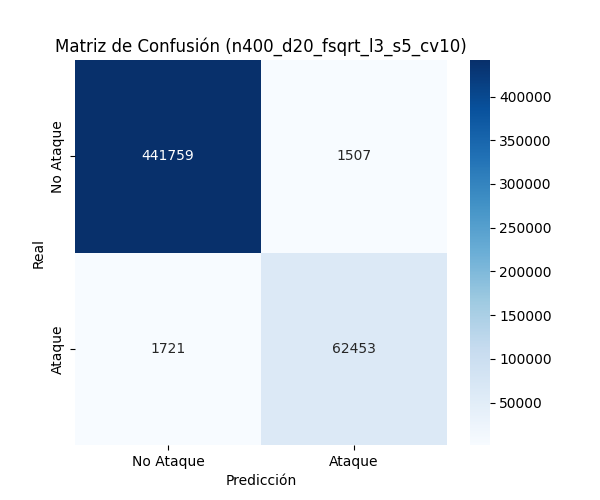 Matriz de Confusión (n400_d20_fsqrt_l3_s5_cv10)
No Ataque
441759
1507
Real
Ataque
1721
62453
No Ataque
Ataque
Predicción
400000
350000
300000
250000
200000
150000
100000
50000